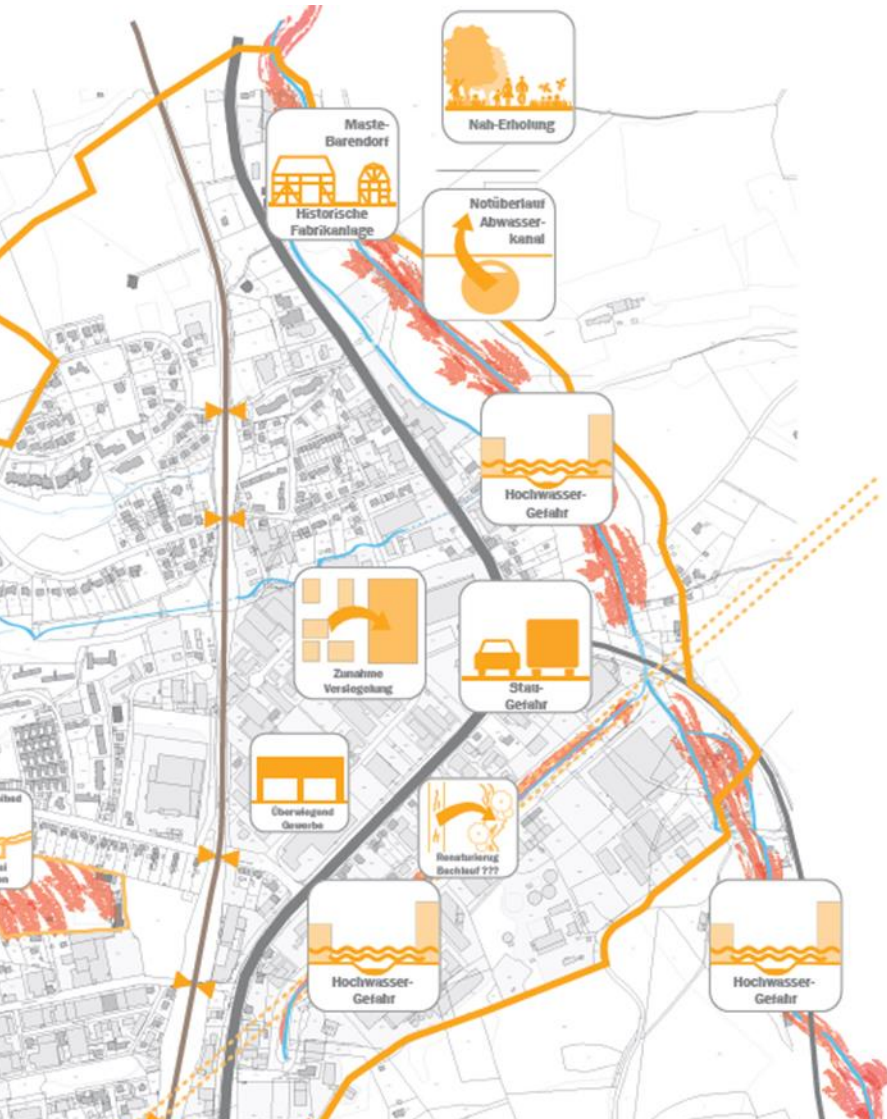 Nah-Erholung
Maste-
Barendorf
Historische
Fabrikanlage
Notüberlauf
Abwasser-
kanal
Hochwasser-
Gefahr
Zunahme
Versiegelung
Stau-
Gefahr
Überwiegend
Gewerbe
Renaturierug
Bachlauf ???
Hochwasser-
Gefahr
Hochwasser-
Gefahr